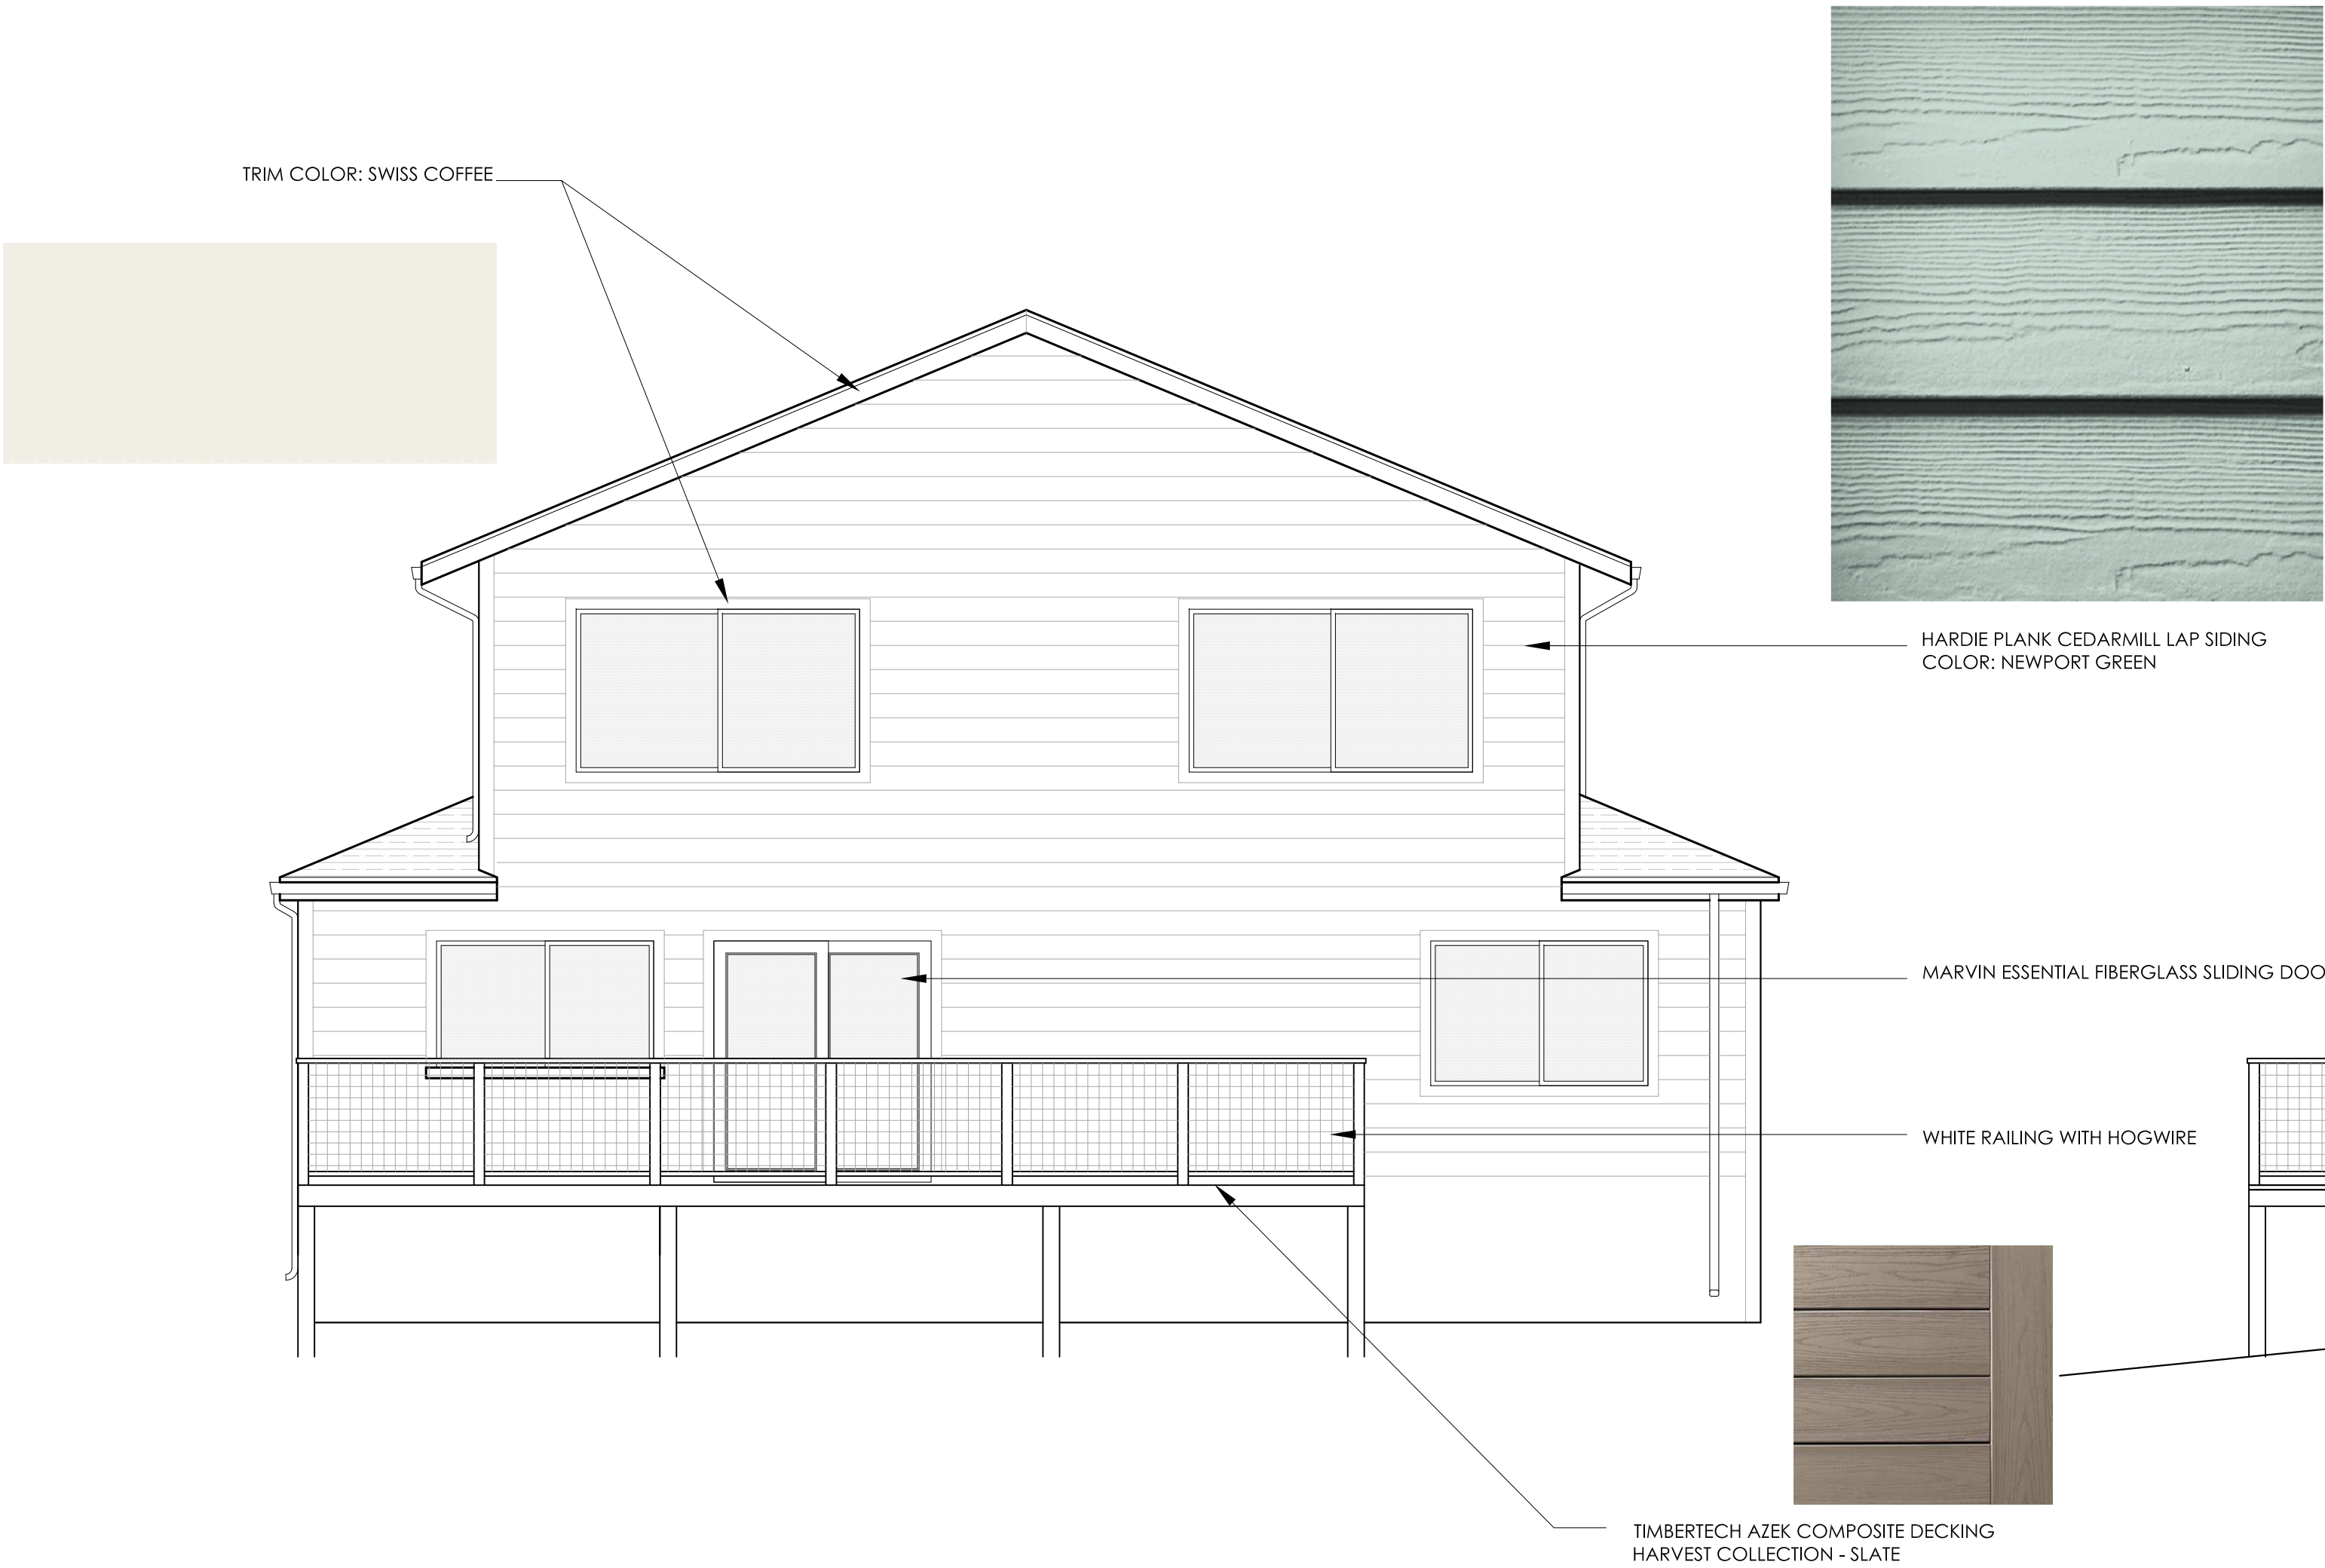 TRIM COLOR: SWISS COFFEE
HARDIE PLANK CEDARMILL LAP SIDING
COLOR: NEWPORT GREEN
MARVIN ESSENTIAL FIBERGLASS SLIDING DOO
WHITE RAILING WITH HOGWIRE
TIMBERTECH AZEK COMPOSITE DECKING
HARVEST COLLECTION - SLATE